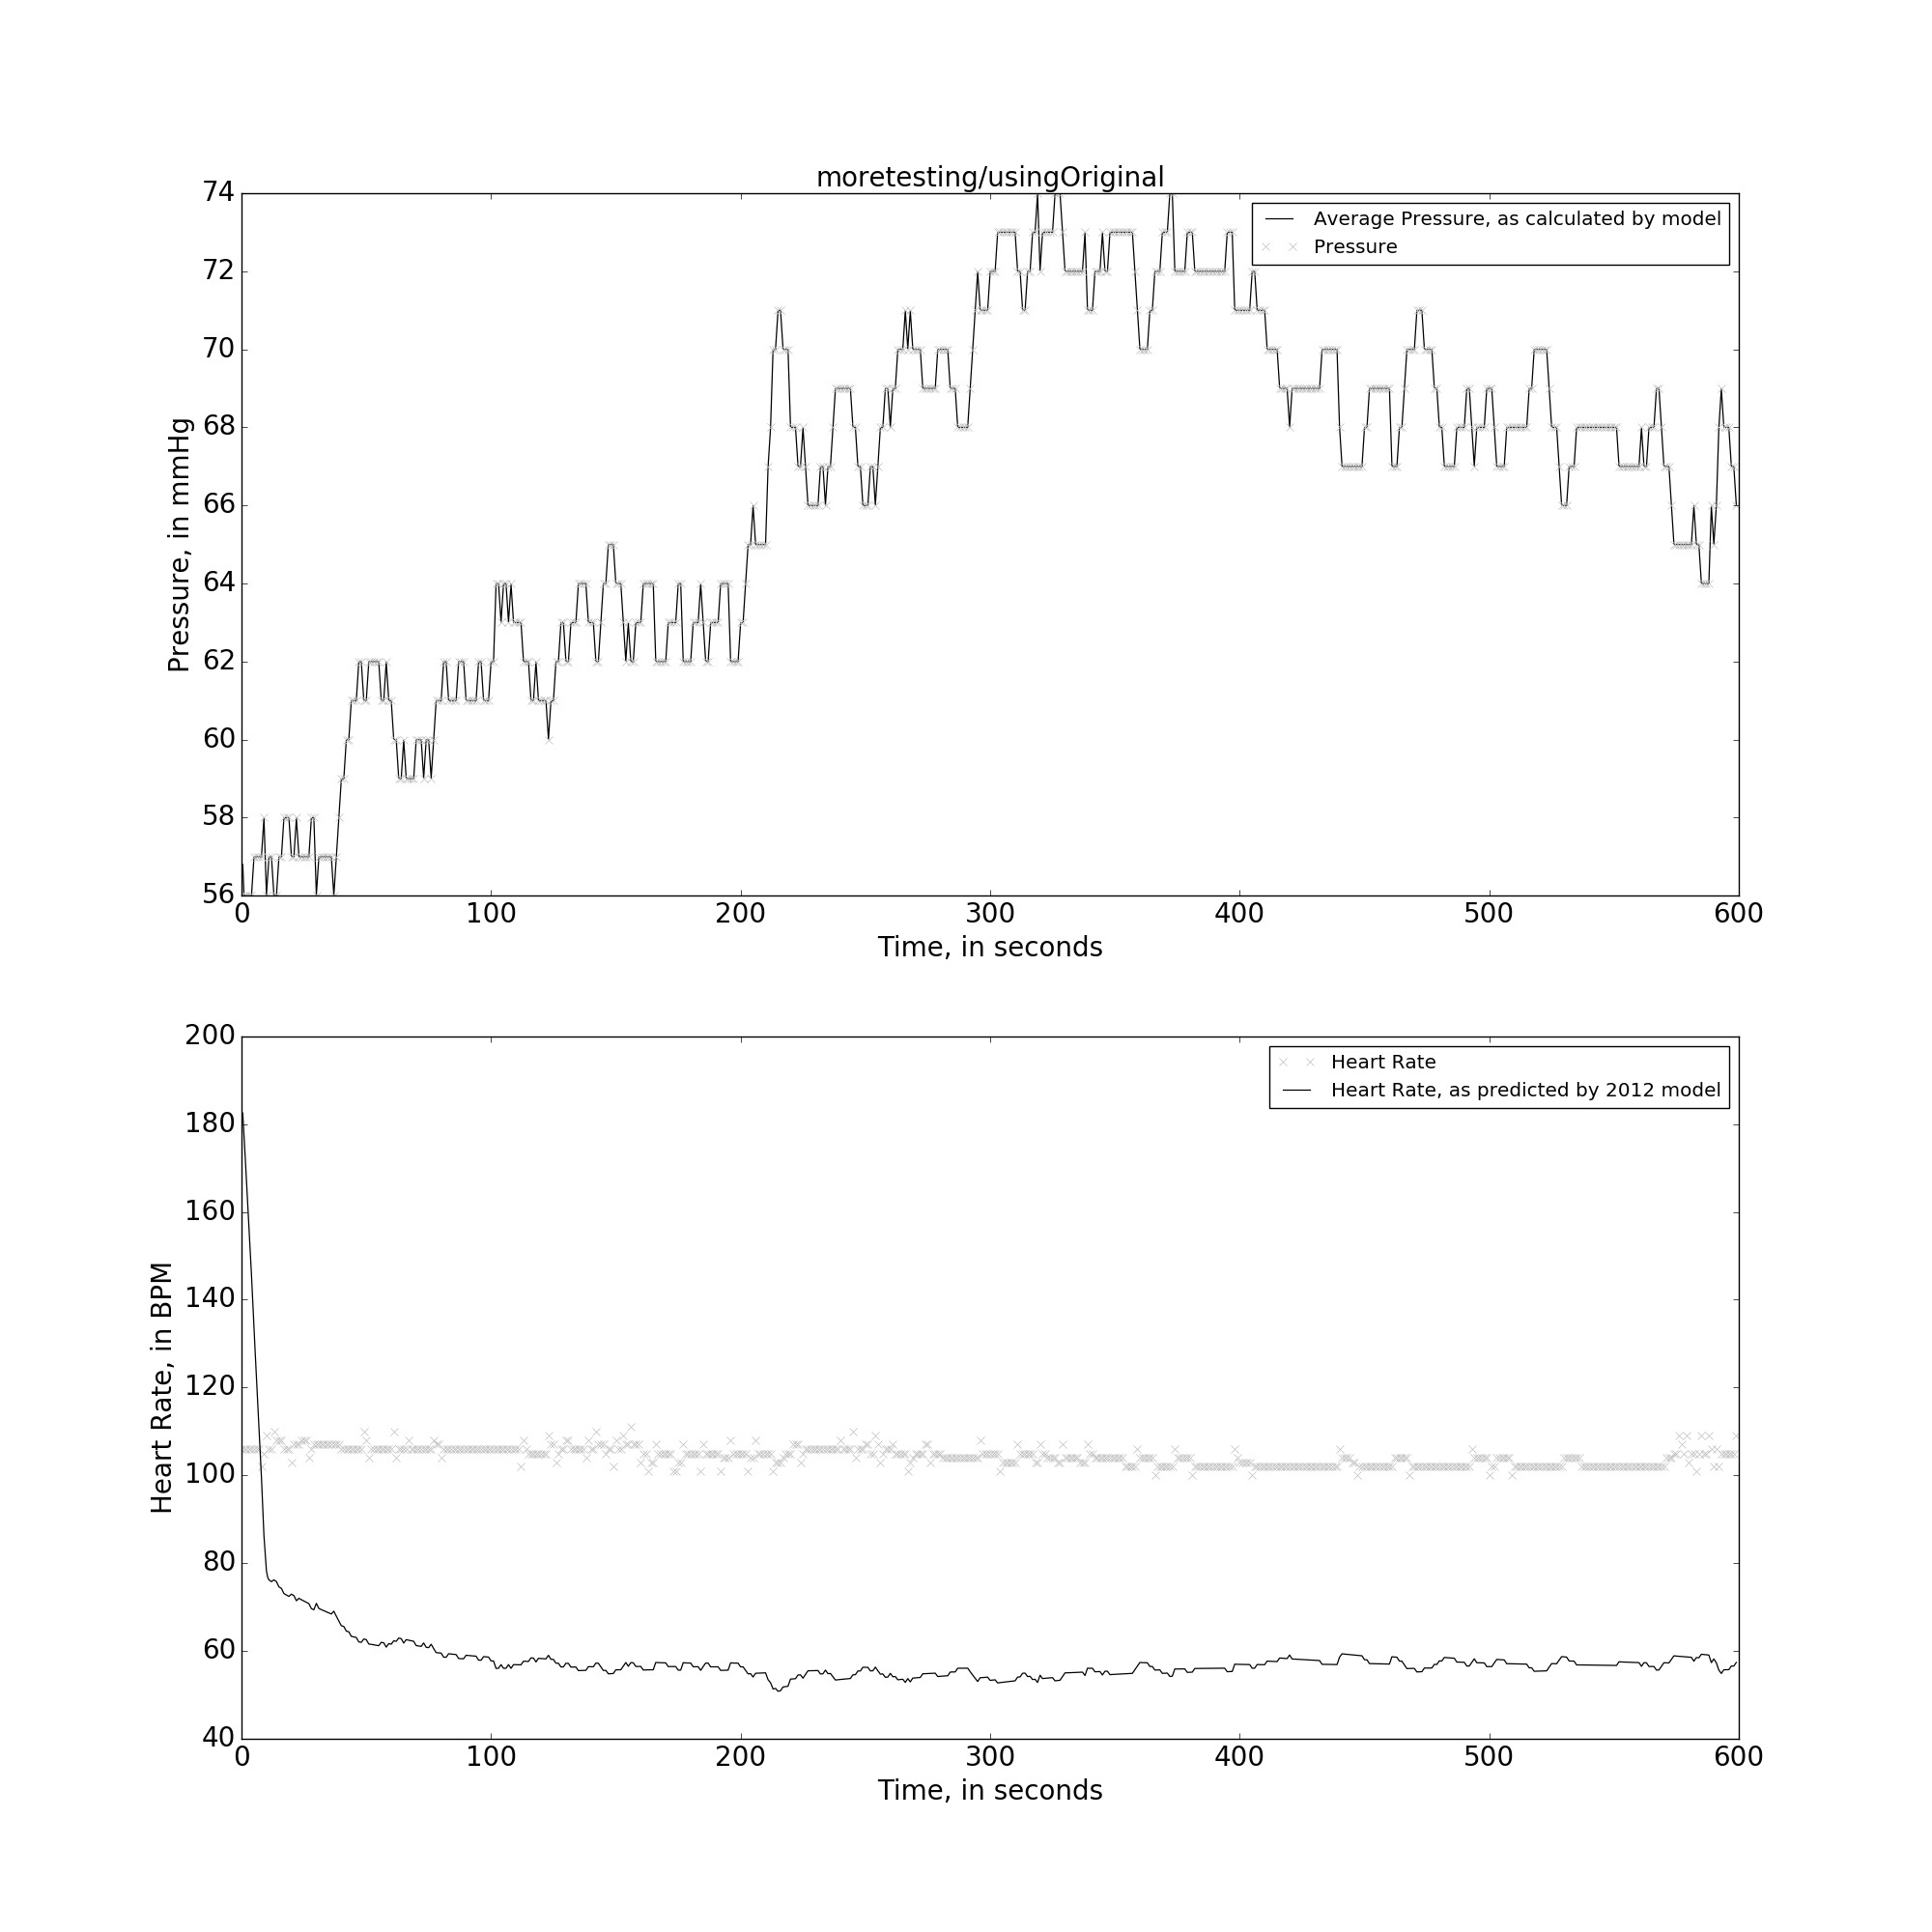 moretesting/usingOriginal
74
72
70
68
66
64
62
60
58
56
Pressure, in mmHg
Average Pressure, as calculated by model
Pressure
0 100 200 300 400 500 600
Time, in seconds
200
180
160
140
120
100
80
60
40
Heart Rate, in BPM
Heart Rate
Heart Rate, as predicted by 2012 model
0 100 200 300 400 500 600
Time, in seconds